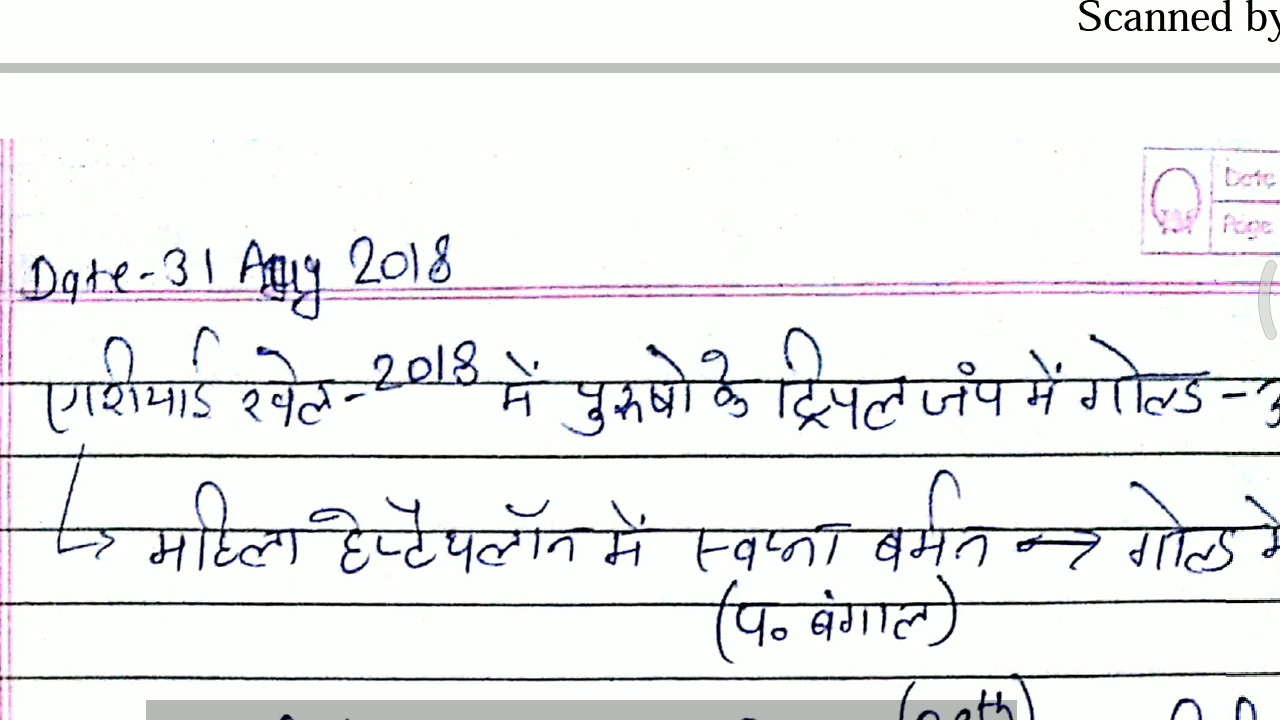 Scanned by
Date
Page
Date-31 Aug 2018
एशीयाई खेल-2018 में पुरुषो के ट्रिपल जंप में गोल्ड -
↳ महिला हेप्टैथलॉन में स्वप्ना बर्मन → गोल्ड
(प० बंगाल)